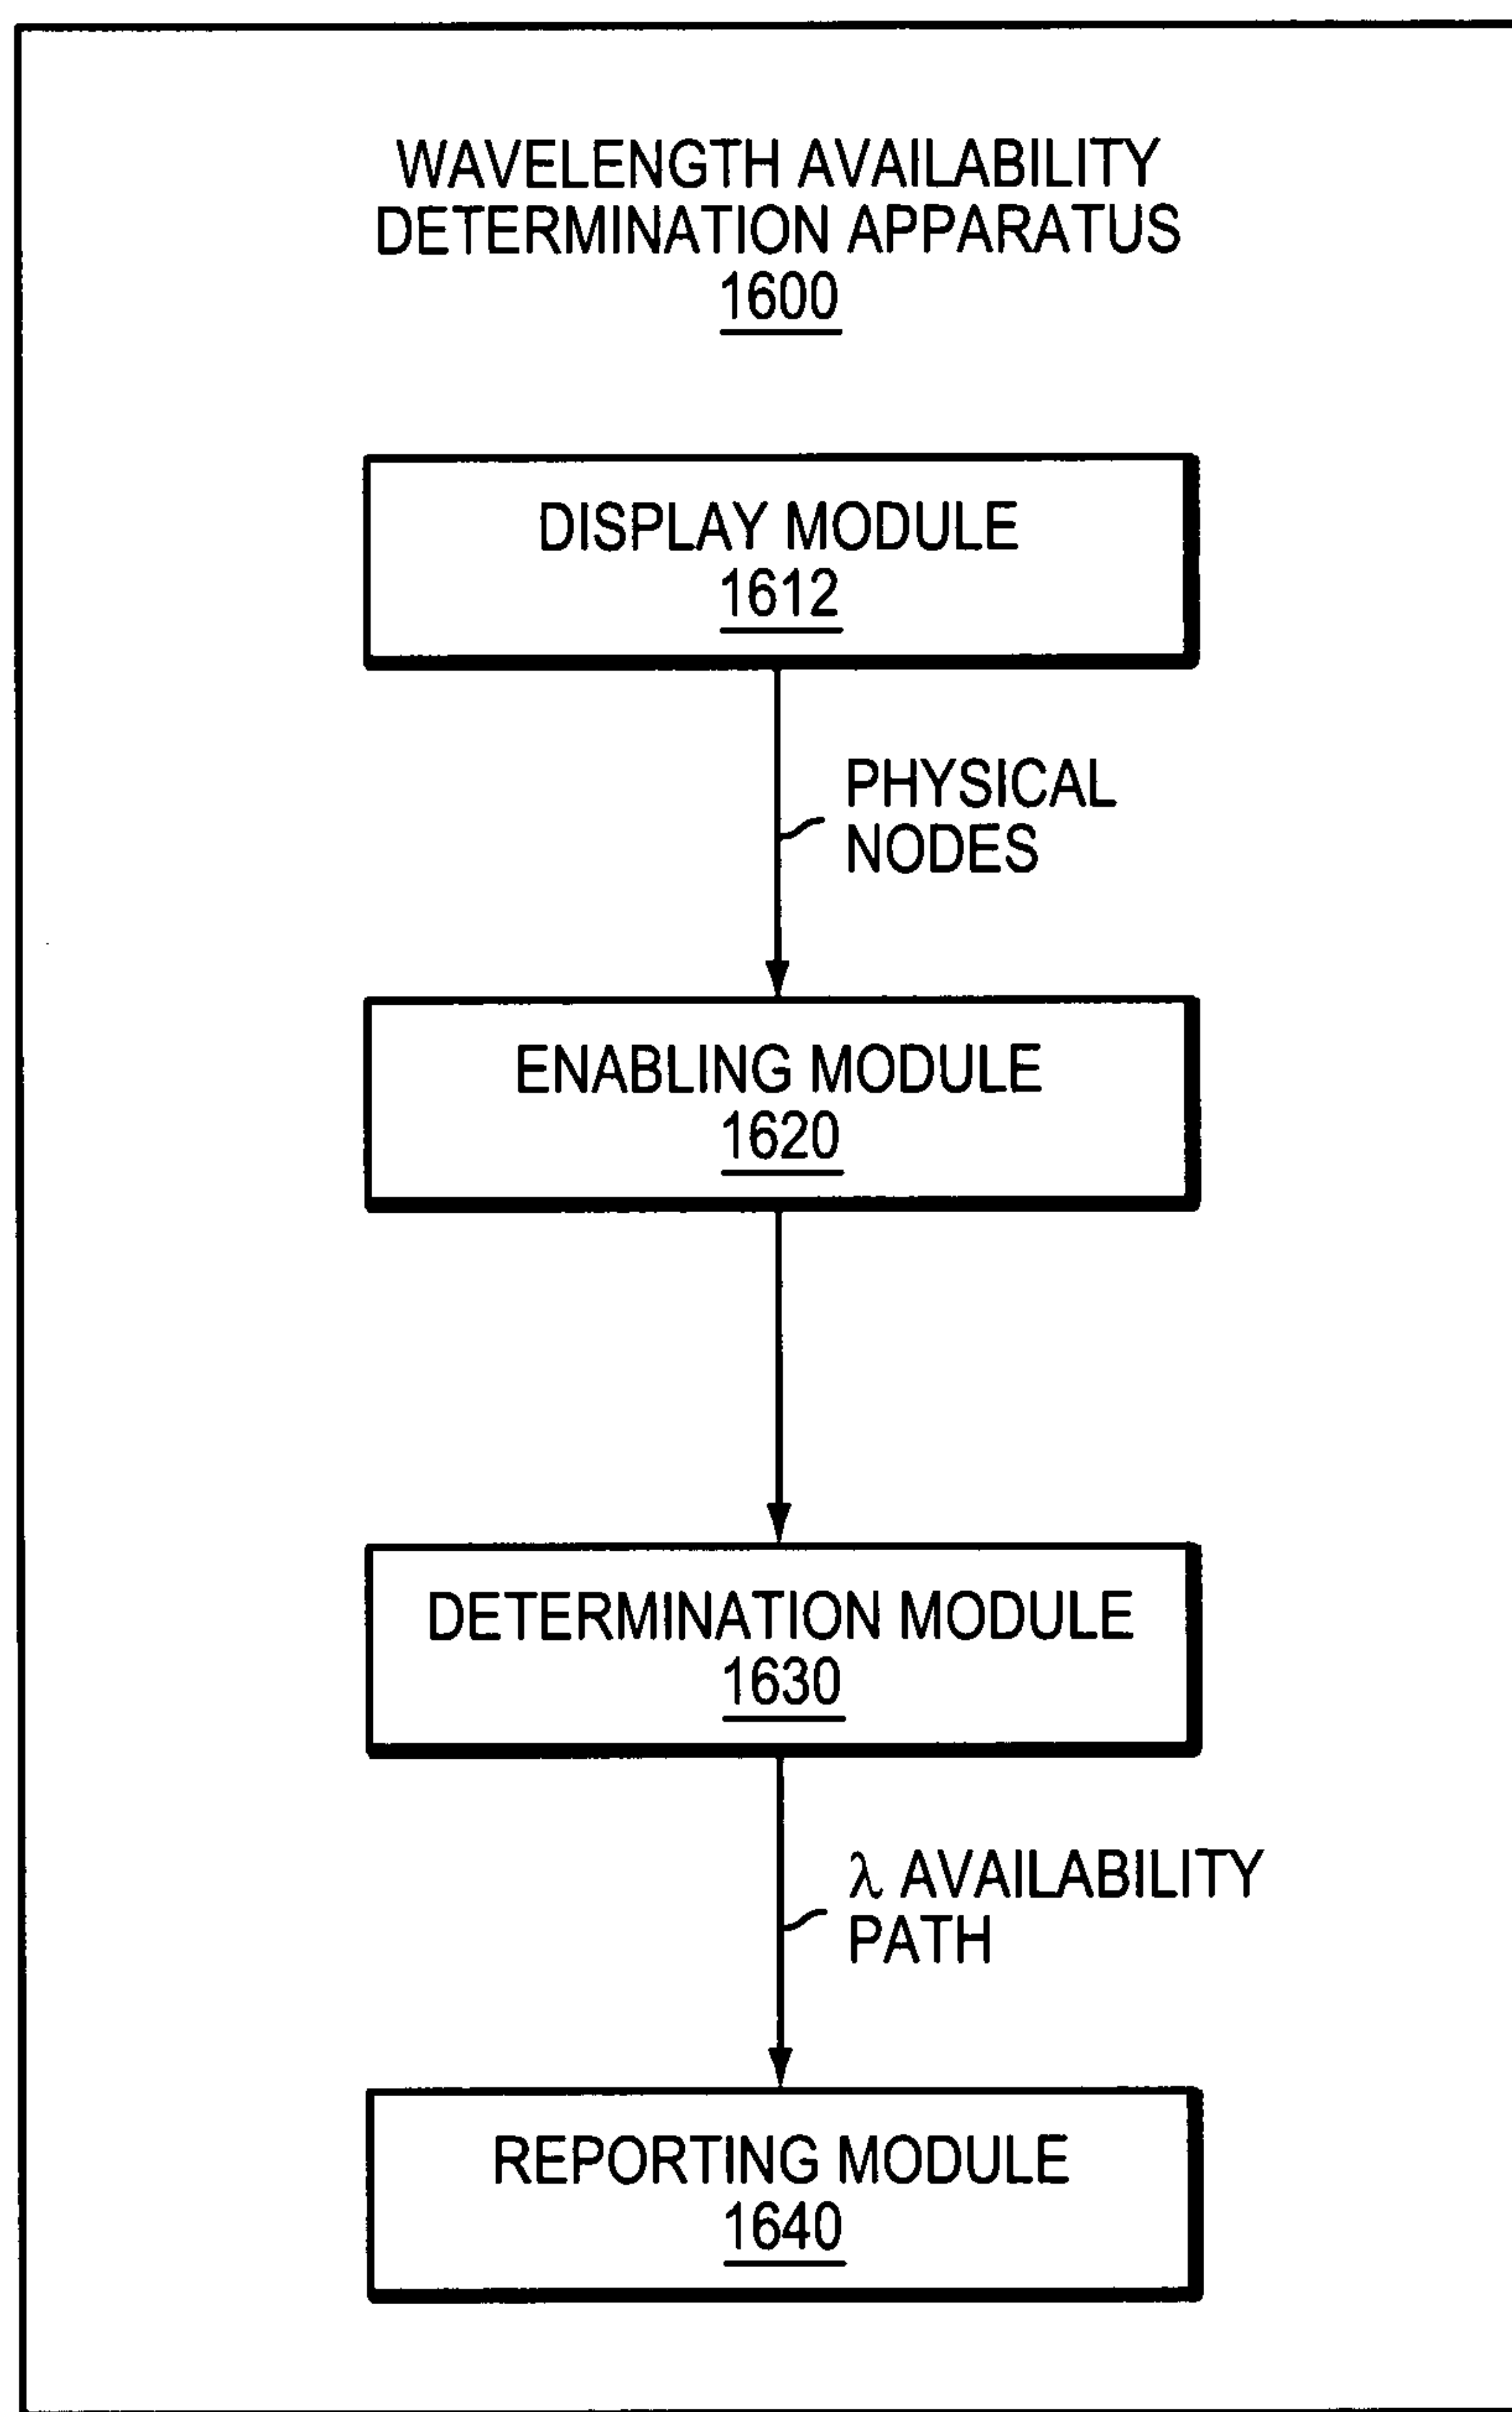 WAVELENGTH AVAILABILITY
DETERMINATION APPARATUS
1600
DISPLAY MODULE
1612
PHYSICAL
NODES
ENABLING MODULE
1620
DETERMINATION MODULE
1630
λ AVAILABILITY
PATH
REPORTING MODULE
1640